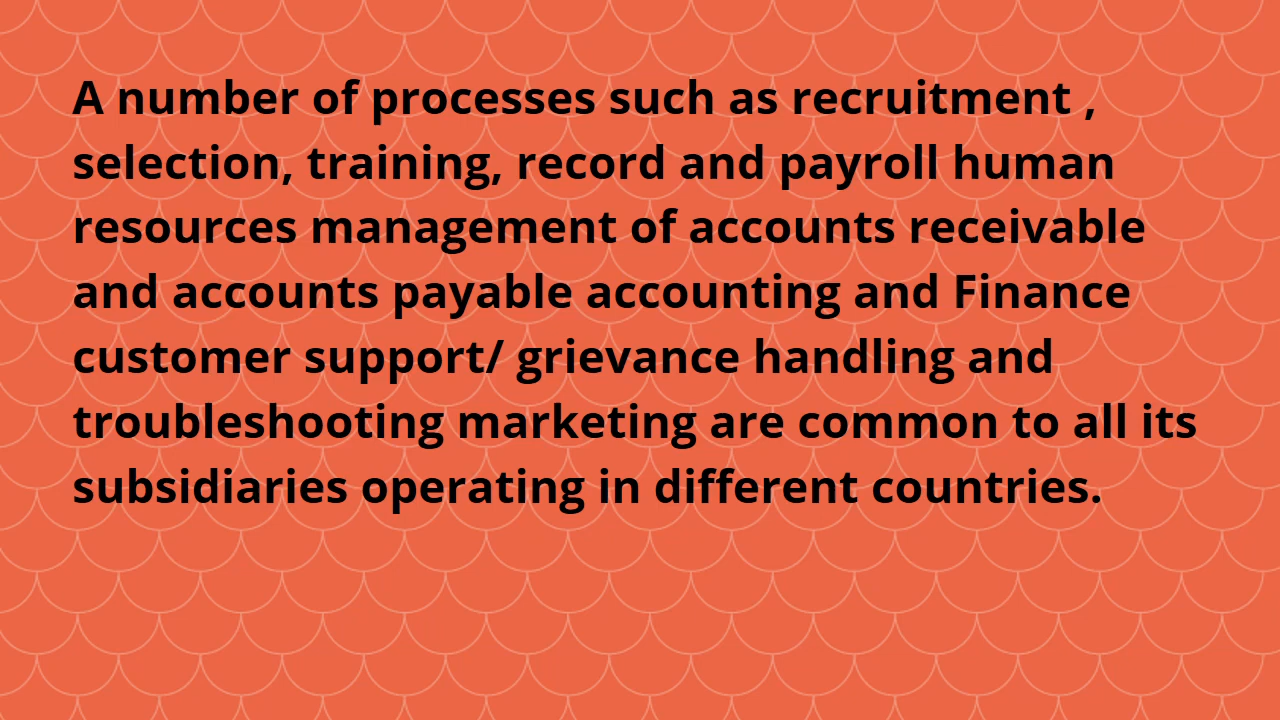 A number of processes such as recruitment ,
selection, training, record and payroll human
resources management of accounts receivable
and accounts payable accounting and Finance
customer support/ grievance handling and
troubleshooting marketing are common to all its
subsidiaries operating in different countries.